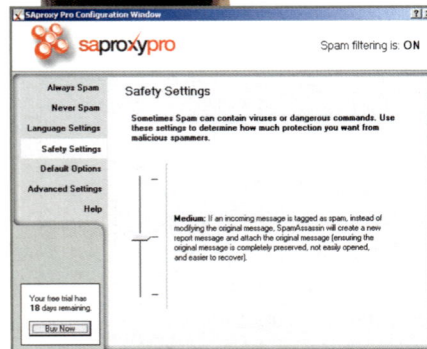 SAproxy Pro Configuration Window
saproxypro
Spam filtering is: ON
Always Spam
Never Spam
Language Settings
Safety Settings
Default Options
Advanced Settings
Help
Safety Settings
Sometimes Spam can contain viruses or dangerous commands. Use
these settings to determine how much protection you want from
malicious spammers.
Medium: If an incoming message is tagged as spam, instead of
modifying the original message, SpamAssassin will create a new
report message and attach the original message (ensuring the
original message is completely preserved, not easily opened,
and easier to recover).
Your free trial has
18 days remaining.
Buy Now